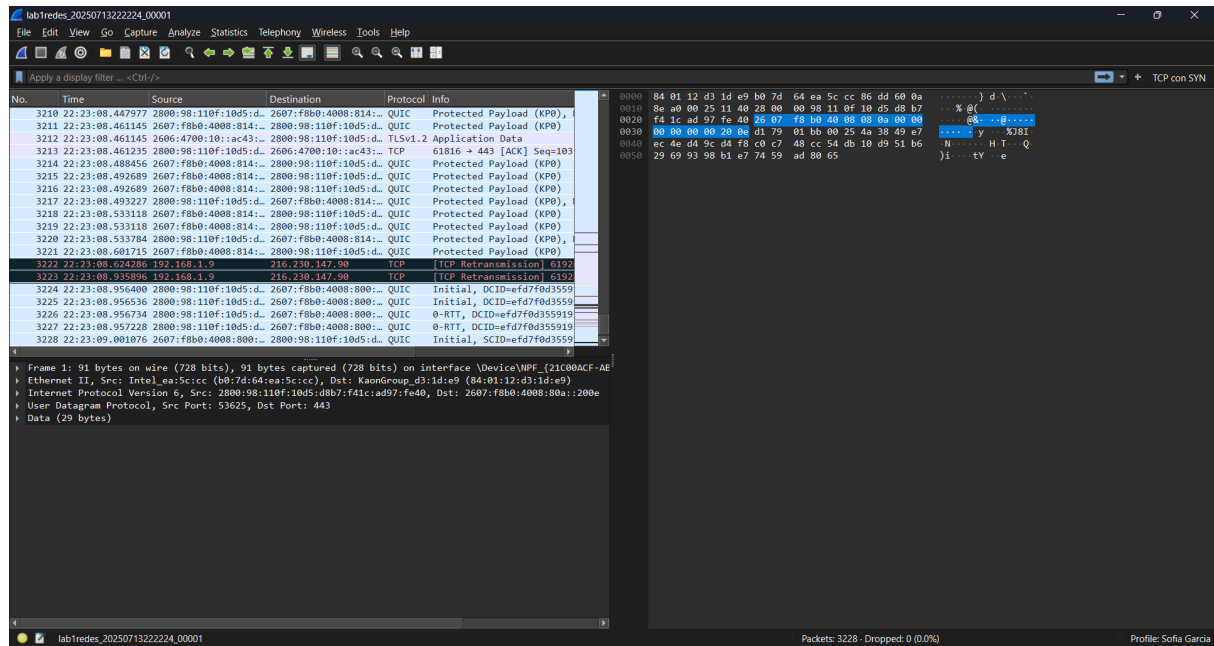 lab1redes_20250713222224_00001
File Edit View Go Capture Analyze Statistics Telephony Wireless Tools Help
Apply a display filter ... <Ctrl-/>
TCP con SYN
No. Time Source Destination Protocol Info
3210 22:23:08.447977 2800:98:110f:10d5:d… 2607:f8b0:4008:814:… QUIC Protected Payload (KP0),
3211 22:23:08.461145 2607:f8b0:4008:814:… 2800:98:110f:10d5:d… QUIC Protected Payload (KP0)
3212 22:23:08.461145 2606:4700:10::ac43:… 2800:98:110f:10d5:d… TLSv1.2 Application Data
3213 22:23:08.461235 2800:98:110f:10d5:d… 2606:4700:10::ac43:… TCP 61816 → 443 [ACK] Seq=103
3214 22:23:08.488456 2607:f8b0:4008:814:… 2800:98:110f:10d5:d… QUIC Protected Payload (KP0)
3215 22:23:08.492689 2607:f8b0:4008:814:… 2800:98:110f:10d5:d… QUIC Protected Payload (KP0)
3216 22:23:08.492689 2607:f8b0:4008:814:… 2800:98:110f:10d5:d… QUIC Protected Payload (KP0)
3217 22:23:08.493227 2800:98:110f:10d5:d… 2607:f8b0:4008:814:… QUIC Protected Payload (KP0),
3218 22:23:08.533118 2607:f8b0:4008:814:… 2800:98:110f:10d5:d… QUIC Protected Payload (KP0)
3219 22:23:08.533118 2607:f8b0:4008:814:… 2800:98:110f:10d5:d… QUIC Protected Payload (KP0)
3220 22:23:08.533784 2800:98:110f:10d5:d… 2607:f8b0:4008:814:… QUIC Protected Payload (KP0),
3221 22:23:08.601715 2607:f8b0:4008:814:… 2800:98:110f:10d5:d… QUIC Protected Payload (KP0)
3222 22:23:08.624286 192.168.1.9 216.230.147.90 TCP [TCP Retransmission] 6192
3223 22:23:08.935896 192.168.1.9 216.230.147.90 TCP [TCP Retransmission] 6192
3224 22:23:08.956400 2800:98:110f:10d5:d… 2607:f8b0:4008:800:… QUIC Initial, DCID=efd7f0d3559
3225 22:23:08.956536 2800:98:110f:10d5:d… 2607:f8b0:4008:800:… QUIC Initial, DCID=efd7f0d3559
3226 22:23:08.956734 2800:98:110f:10d5:d… 2607:f8b0:4008:800:… QUIC 0-RTT, DCID=efd7f0d355919
3227 22:23:08.957228 2800:98:110f:10d5:d… 2607:f8b0:4008:800:… QUIC 0-RTT, DCID=efd7f0d355919
3228 22:23:09.001076 2607:f8b0:4008:800:… 2800:98:110f:10d5:d… QUIC Initial, SCID=efd7f0d3559
Frame 1: 91 bytes on wire (728 bits), 91 bytes captured (728 bits) on interface \Device\NPF_{21C00ACF-AB
Ethernet II, Src: Intel_ea:5c:cc (b0:7d:64:ea:5c:cc), Dst: KaonGroup_d3:1d:e9 (84:01:12:d3:1d:e9)
Internet Protocol Version 6, Src: 2800:98:110f:10d5:d8b7:f41c:ad97:fe40, Dst: 2607:f8b0:4008:80a::200e
User Datagram Protocol, Src Port: 53625, Dst Port: 443
Data (29 bytes)
0000 84 01 12 d3 1d e9 b0 7d 64 ea 5c cc 86 dd 60 0a ·······} d·\···`·
0010 8e a0 00 25 11 40 28 00 00 98 11 0f 10 d5 d8 b7 ···%·@(· ········
0020 f4 1c ad 97 fe 40 26 07 f8 b0 40 08 08 0a 00 00 ·····@&· ··@·····
0030 00 00 00 00 20 0e d1 79 01 bb 00 25 4a 38 49 e7 ···· ··y ···%J8I·
0040 ec 4e d4 9c d4 f8 c0 c7 48 cc 54 db 10 d9 51 b6 ·N······ H·T···Q·
0050 29 69 93 98 b1 e7 74 59 ad 80 65 )i····tY ··e
lab1redes_20250713222224_00001
Packets: 3228 · Dropped: 0 (0.0%)
Profile: Sofia Garcia